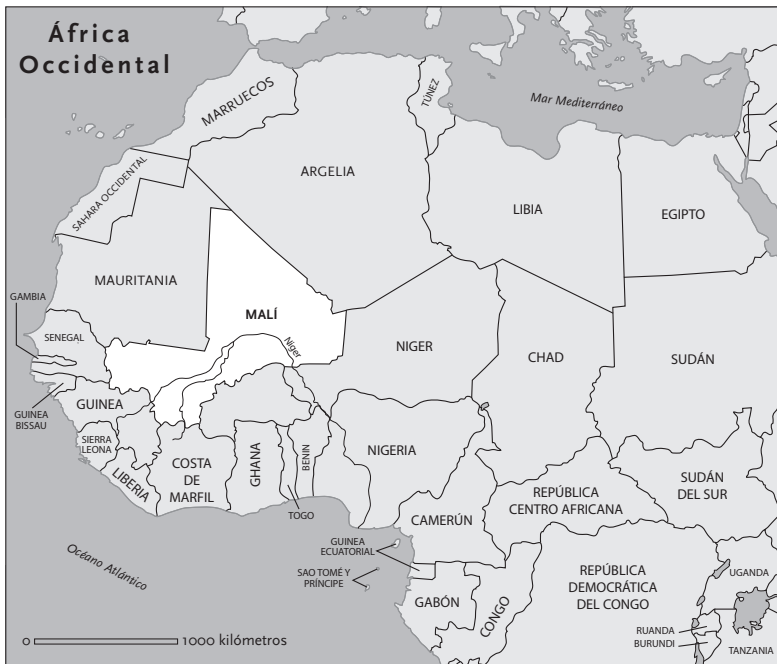 África
Occidental
Mar Mediterráneo
MARRUECOS
TÚNEZ
ARGELIA
LIBIA
EGIPTO
SAHARA OCCIDENTAL
MAURITANIA
MALÍ
Niger
NIGER
CHAD
SUDÁN
GAMBIA
SENEGAL
GUINEA
BISSAU
GUINEA
SIERRA
LEONA
LIBERIA
COSTA
DE
MARFIL
GHANA
TOGO
BENIN
NIGERIA
CAMERÚN
REPÚBLICA
CENTRO AFRICANA
SUDÁN
DEL SUR
Océano Atlántico
GUINEA
ECUATORIAL
SAO TOMÉ Y
PRÍNCIPE
GABÓN
CONGO
REPÚBLICA
DEMOCRÁTICA
DEL CONGO
UGANDA
RUANDA
BURUNDI
TANZANIA
0 1000 kilómetros